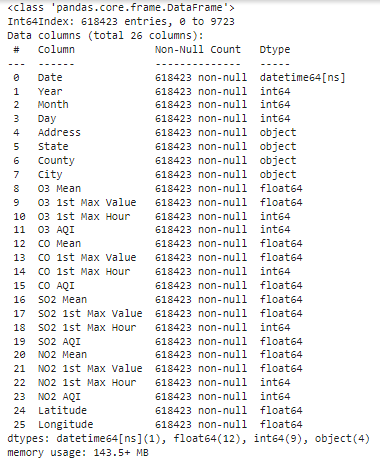 <class 'pandas.core.frame.DataFrame'>
Int64Index: 618423 entries, 0 to 9723
Data columns (total 26 columns):
 #   Column            Non-Null Count   Dtype
---  ------            --------------   -----
 0   Date              618423 non-null  datetime64[ns]
 1   Year              618423 non-null  int64
 2   Month             618423 non-null  int64
 3   Day               618423 non-null  int64
 4   Address           618423 non-null  object
 5   State             618423 non-null  object
 6   County            618423 non-null  object
 7   City              618423 non-null  object
 8   O3 Mean           618423 non-null  float64
 9   O3 1st Max Value  618423 non-null  float64
 10  O3 1st Max Hour   618423 non-null  int64
 11  O3 AQI            618423 non-null  int64
 12  CO Mean           618423 non-null  float64
 13  CO 1st Max Value  618423 non-null  float64
 14  CO 1st Max Hour   618423 non-null  int64
 15  CO AQI            618423 non-null  float64
 16  SO2 Mean          618423 non-null  float64
 17  SO2 1st Max Value 618423 non-null  float64
 18  SO2 1st Max Hour  618423 non-null  int64
 19  SO2 AQI           618423 non-null  float64
 20  NO2 Mean          618423 non-null  float64
 21  NO2 1st Max Value 618423 non-null  float64
 22  NO2 1st Max Hour  618423 non-null  int64
 23  NO2 AQI           618423 non-null  int64
 24  Latitude          618423 non-null  float64
 25  Longitude         618423 non-null  float64
dtypes: datetime64[ns](1), float64(12), int64(9), object(4)
memory usage: 143.5+ MB